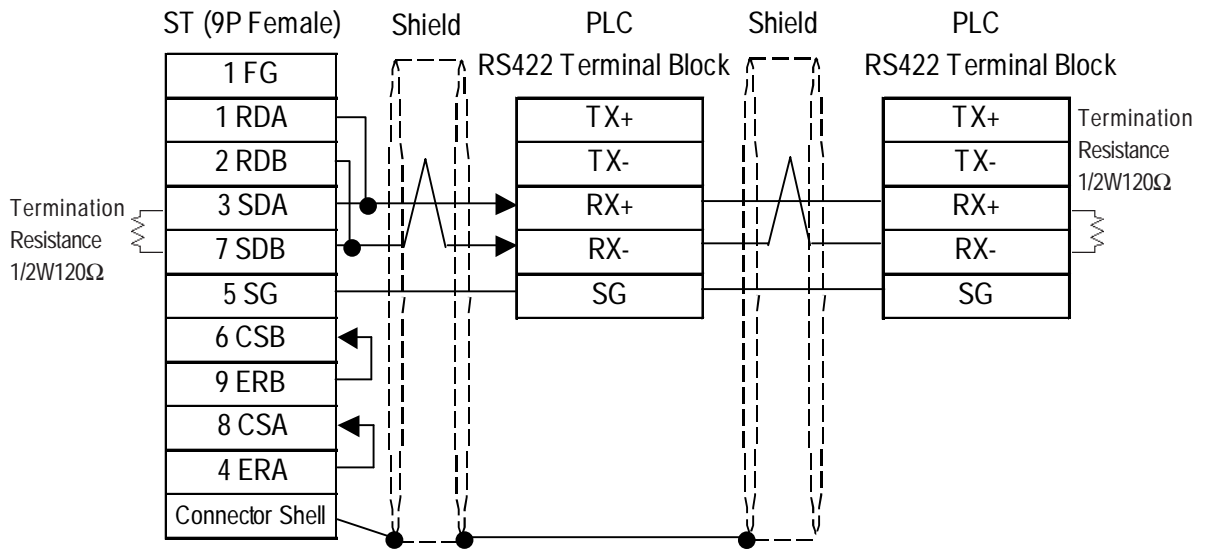 ST (9P Female)
Shield
PLC
Shield
PLC
RS422 Terminal Block
RS422 Terminal Block
1 FG
1 RDA
2 RDB
3 SDA
7 SDB
5 SG
6 CSB
9 ERB
8 CSA
4 ERA
Connector Shell
Termination
Resistance
1/2W120Ω
TX+
TX-
RX+
RX-
SG
TX+
TX-
RX+
RX-
SG
Termination
Resistance
1/2W120Ω